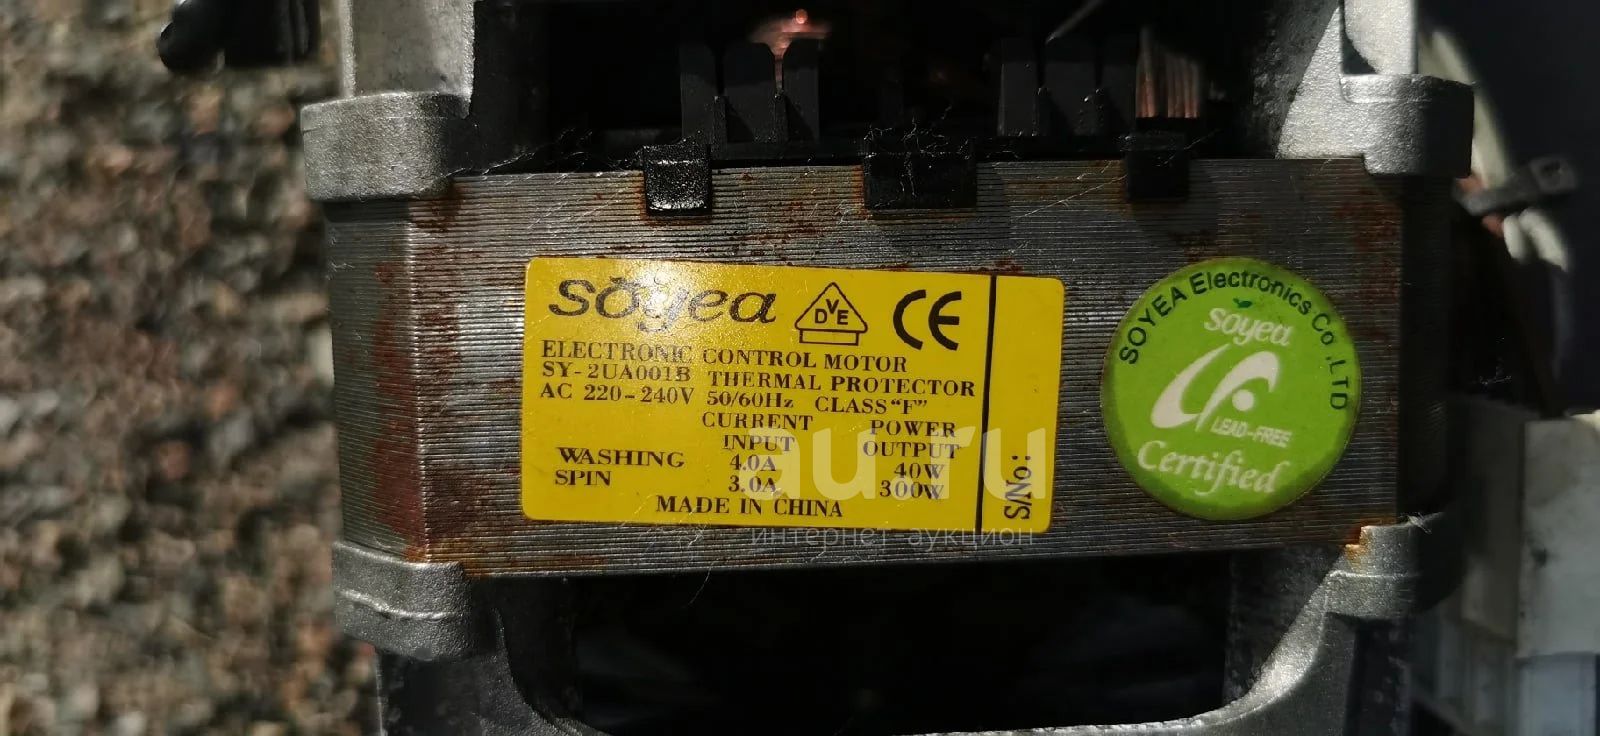 soyea
DVE CE
ELECTRONIC CONTROL MOTOR
SY-2UA001B THERMAL PROTECTOR
AC 220-240V 50/60Hz CLASS "F"
CURRENT POWER
INPUT OUTPUT
WASHING 4.0A 40W
SPIN 3.0A 300W
MADE IN CHINA
S/No:
SOYEA Electronics Co.,LTD
soyea
LEAD-FREE
Certified
au.ru
интернет-аукцион